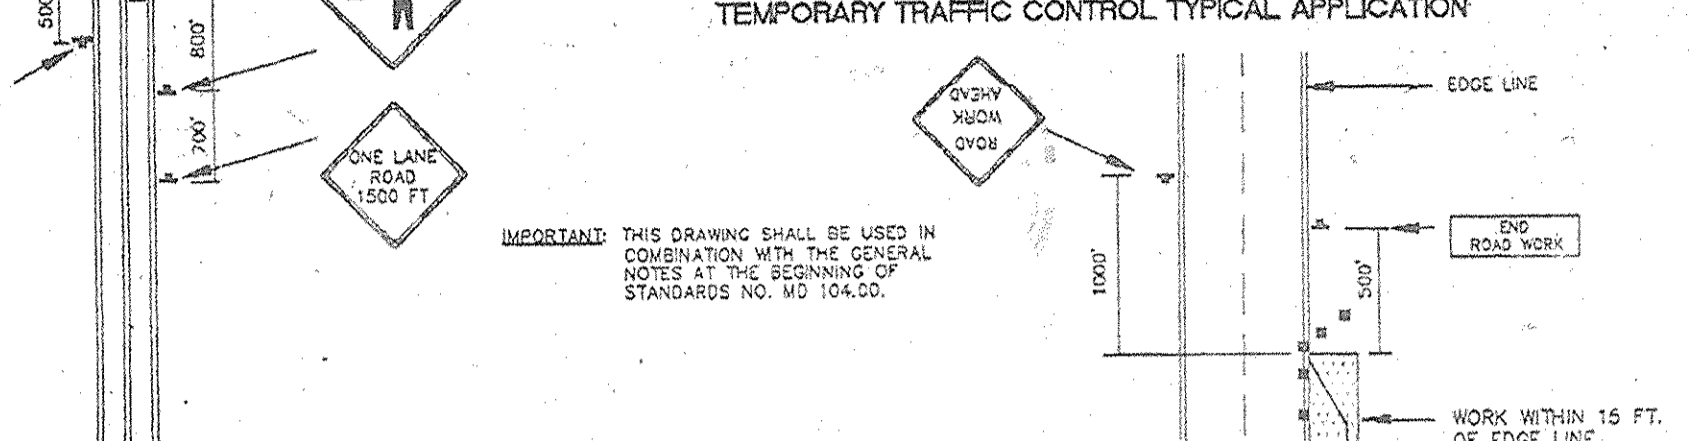 TEMPORARY TRAFFIC CONTROL TYPICAL APPLICATION
500'
800'
700'
ONE LANE
ROAD
1500 FT
IMPORTANT: THIS DRAWING SHALL BE USED IN
COMBINATION WITH THE GENERAL
NOTES AT THE BEGINNING OF
STANDARDS NO. MD 104.00.
ROAD
WORK
AHEAD
1000'
EDGE LINE
END
ROAD WORK
500'
WORK WITHIN 15 FT.
OF EDGE LINE